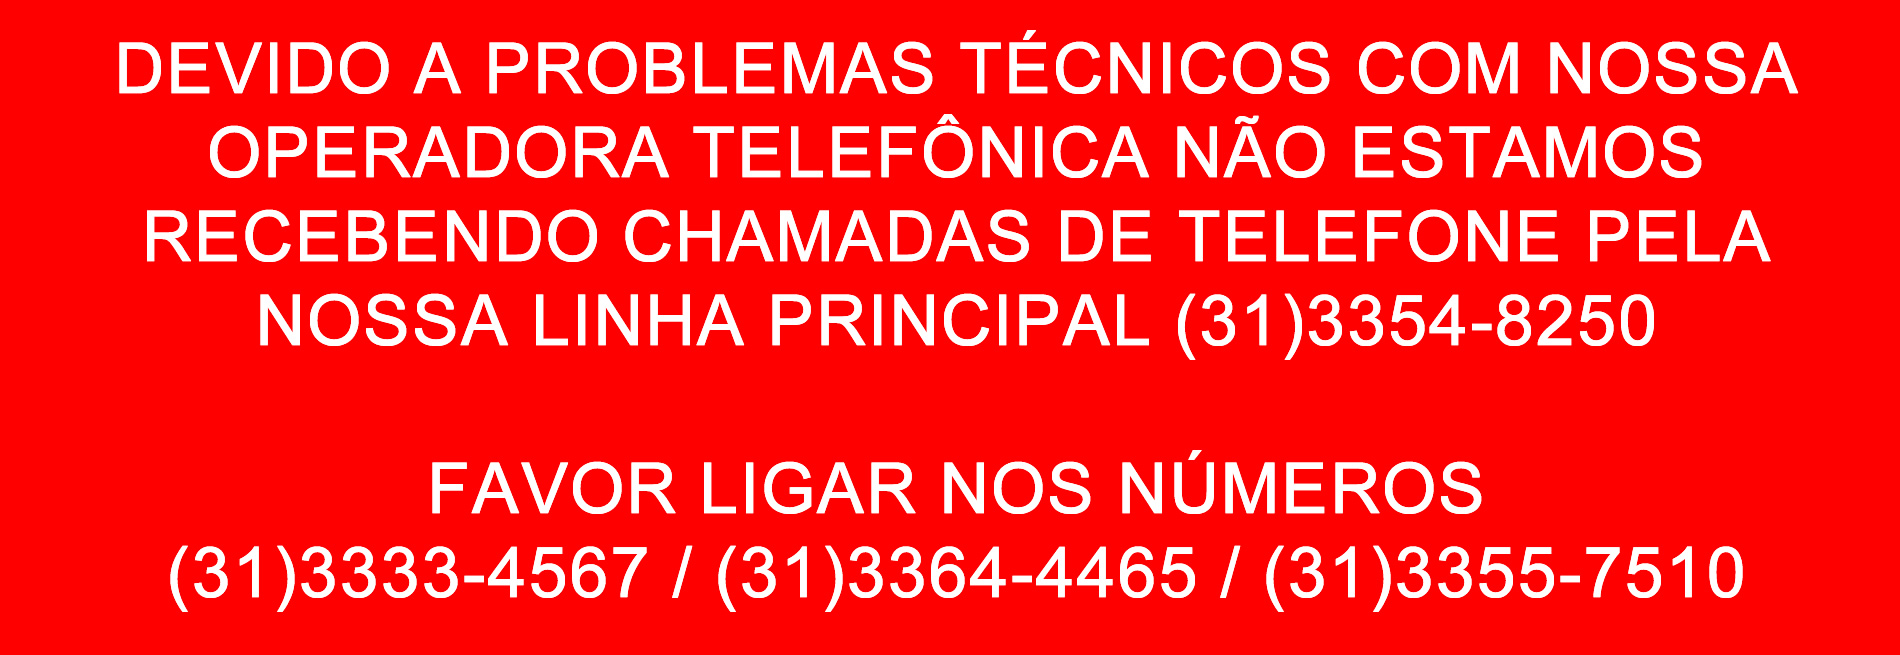 DEVIDO A PROBLEMAS TÉCNICOS COM NOSSA
OPERADORA TELEFÔNICA NÃO ESTAMOS
RECEBENDO CHAMADAS DE TELEFONE PELA
NOSSA LINHA PRINCIPAL (31)3354-8250
FAVOR LIGAR NOS NÚMEROS
(31)3333-4567 / (31)3364-4465 / (31)3355-7510